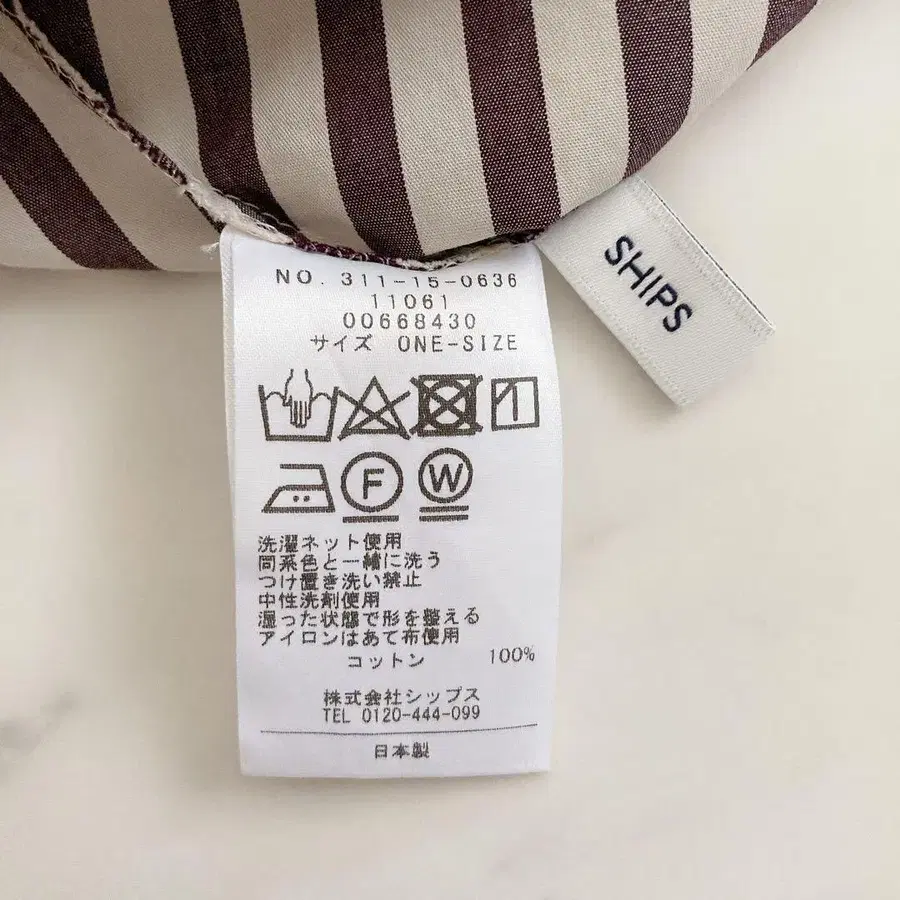 NO. 311-15-0636
11061
00668430
サイズ ONE-SIZE
SHIPS
F
W
洗濯ネット使用
同系色と一緒に洗う
つけ置き洗い禁止
中性洗剤使用
湿った状態で形を整える
アイロンはあて布使用
コットン 100%
株式会社シップス
TEL 0120-444-099
日本製